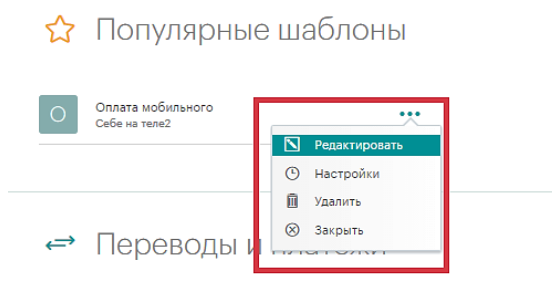 Популярные шаблоны
О
Оплата мобильного
Себе на теле2
Редактировать
Настройки
Удалить
Закрыть
Переводы и платежи